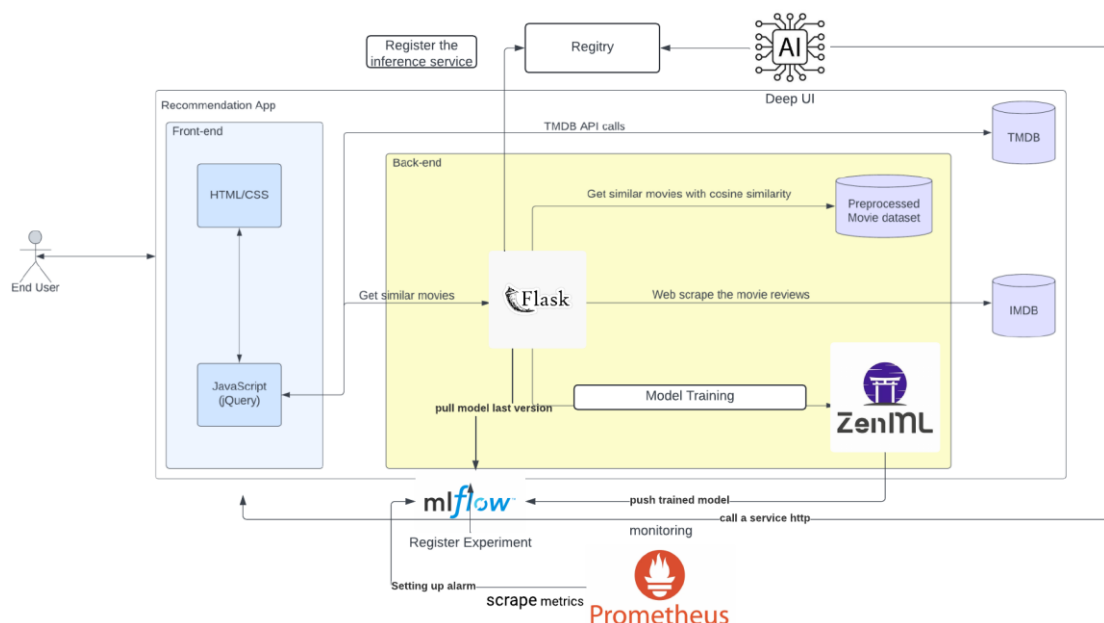 Register the
inference service
Regitry
AI
Deep UI
Recommendation App
Front-end
TMDB API calls
TMDB
Back-end
HTML/CSS
Get similar movies with cosine similarity
Preprocessed
Movie dataset
End User
Get similar movies
Flask
Web scrape the movie reviews
IMDB
JavaScript
(jQuery)
pull model last version
Model Training
ZenML
mlflow
push trained model
call a service http
Register Experiment
monitoring
Setting up alarm
scrape metrics
Prometheus